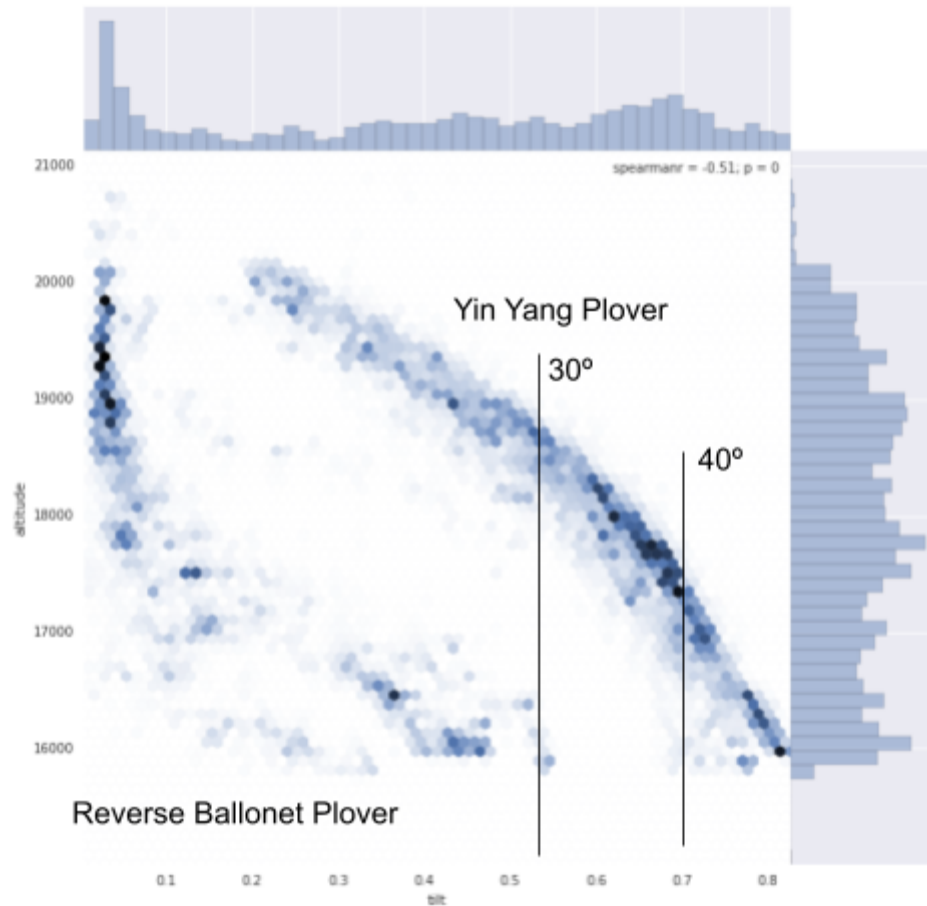 21000
spearmanr = -0.51; p = 0
20000
Yin Yang Plover
30º
19000
40º
altitude
18000
17000
16000
Reverse Ballonet Plover
0.1 0.2 0.3 0.4 0.5 0.6 0.7 0.8
tilt